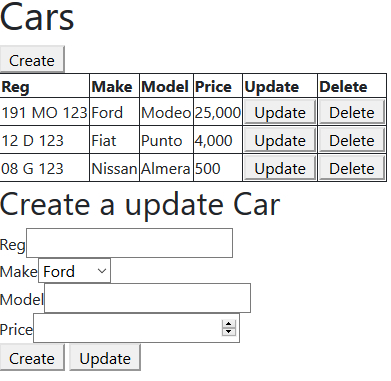 Cars
Create
Reg Make Model Price Update Delete
191 MO 123 Ford Modeo 25,000 Update Delete
12 D 123 Fiat Punto 4,000 Update Delete
08 G 123 Nissan Almera 500 Update Delete
Create a update Car
Reg
Make Ford
Model
Price
Create Update